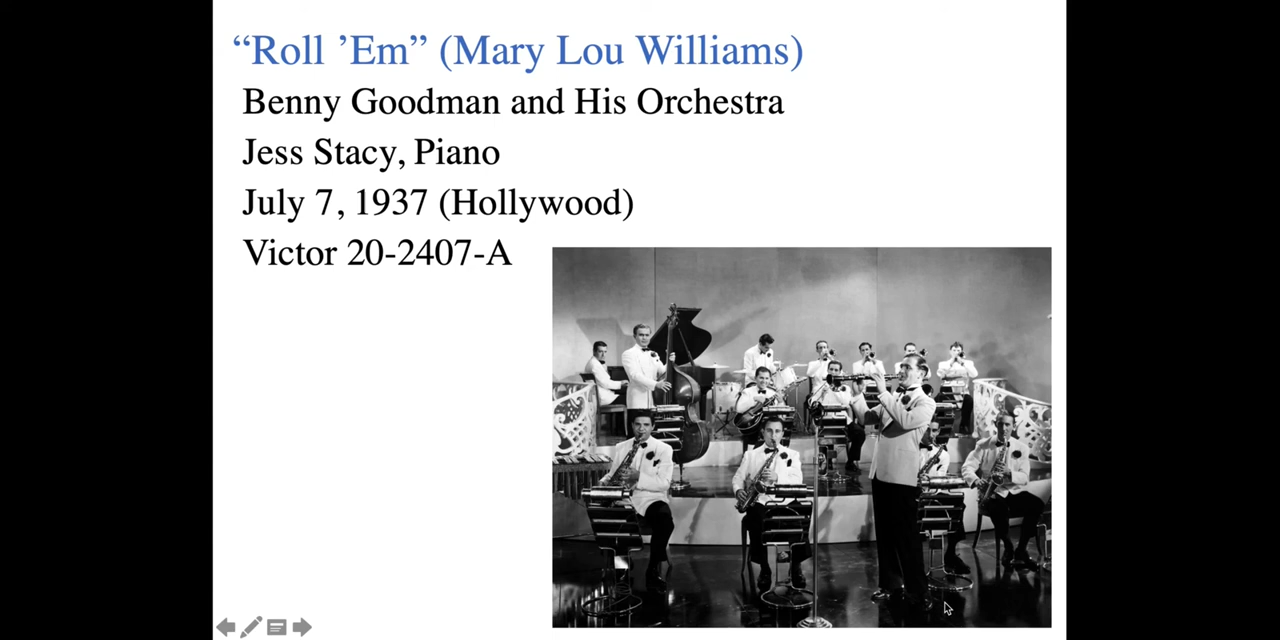 “Roll ’Em” (Mary Lou Williams)
Benny Goodman and His Orchestra
Jess Stacy, Piano
July 7, 1937 (Hollywood)
Victor 20-2407-A